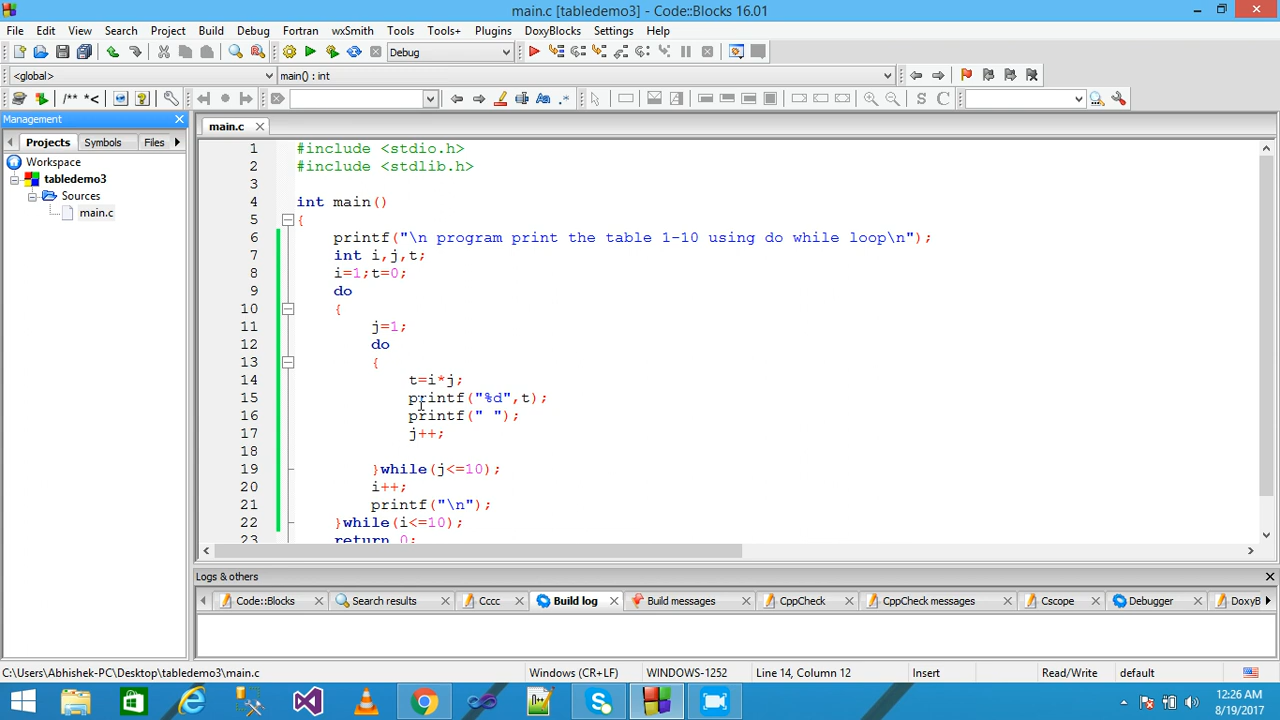 main.c [tabledemo3] - Code::Blocks 16.01
File Edit View Search Project Build Debug Fortran wxSmith Tools Tools+ Plugins DoxyBlocks Settings Help
Debug
<global> main() : int
/** *<
Management
Projects Symbols Files
main.c
Workspace
tabledemo3
Sources
main.c
1 #include <stdio.h>
2 #include <stdlib.h>
3
4 int main()
5 {
6 printf("\n program print the table 1-10 using do while loop\n");
7 int i,j,t;
8 i=1;t=0;
9 do
10 {
11 j=1;
12 do
13 {
14 t=i*j;
15 printf("%d",t);
16 printf(" ");
17 j++;
18
19 }while(j<=10);
20 i++;
21 printf("\n");
22 }while(i<=10);
23 return 0;
Logs & others
Code::Blocks Search results Cccc Build log Build messages CppCheck CppCheck messages Cscope Debugger DoxyB
C:\Users\Abhishek-PC\Desktop\tabledemo3\main.c Windows (CR+LF) WINDOWS-1252 Line 14, Column 12 Insert Read/Write default
12:26 AM
8/19/2017